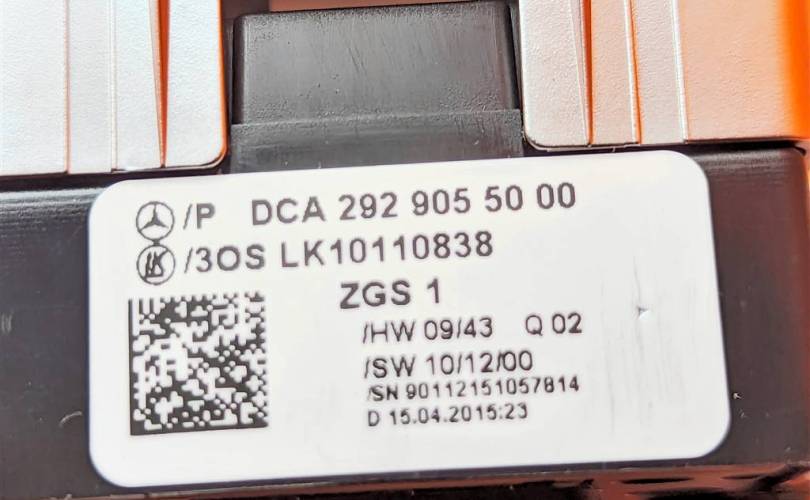 /P DCA 292 905 50 00
LK /3OS LK10110838
ZGS 1
/HW 09/43 Q 02
/SW 10/12/00
/SN 90112151057814
D 15.04.2015:23